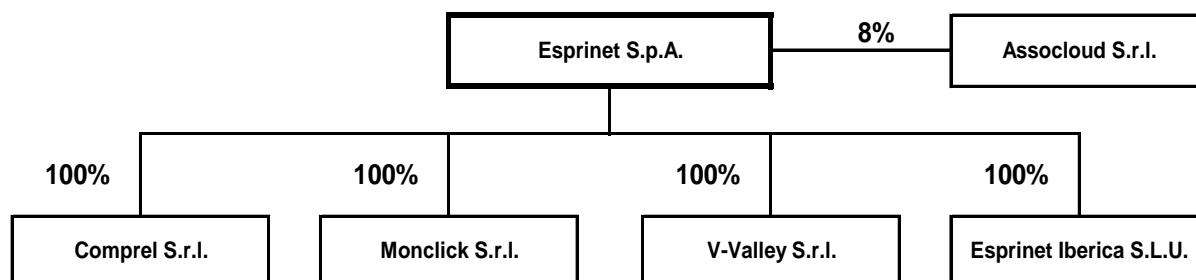 Esprinet S.p.A.
8%
Assocloud S.r.l.
100%
100%
100%
100%
Comprel S.r.l.
Monclick S.r.l.
V-Valley S.r.l.
Esprinet Iberica S.L.U.